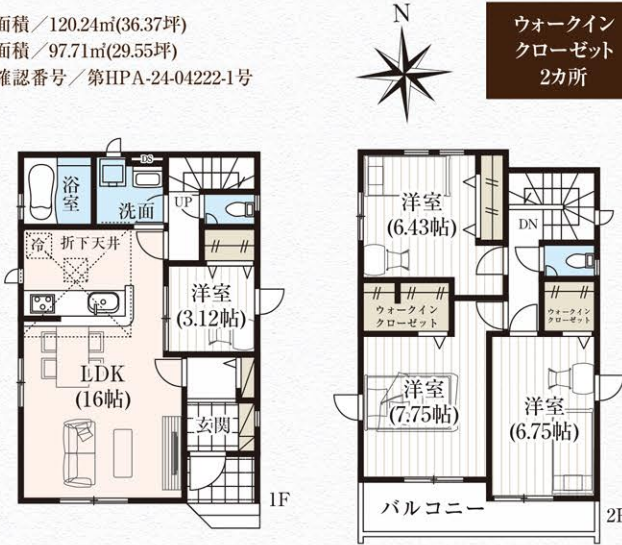 面積／120.24㎡(36.37坪)
面積／97.71㎡(29.55坪)
確認番号／第HPA-24-04222-1号
N
ウォークイン
クローゼット
2カ所
浴室
洗面
DS
UP
冷
折下天井
洋室
(3.12帖)
LDK
(16帖)
玄関
1F
洋室
(6.43帖)
DN
ウォークイン
クローゼット
ウォークイン
クローゼット
洋室
(7.75帖)
洋室
(6.75帖)
バルコニー
2F